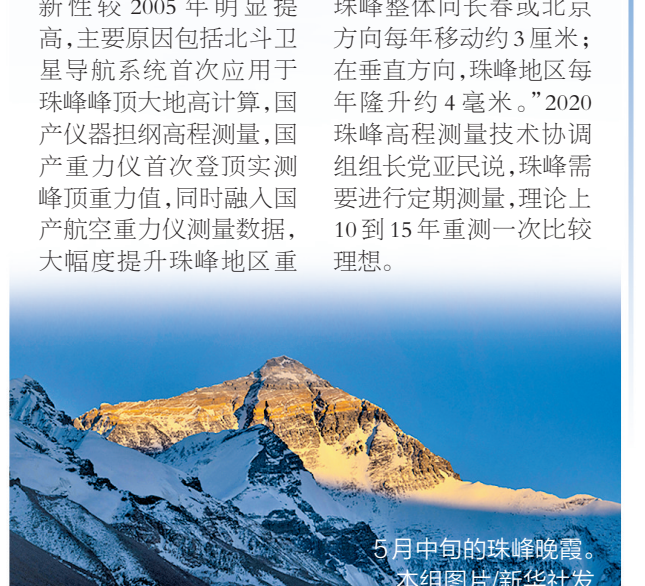 新性较2005年明显提
高,主要原因包括北斗卫
星导航系统首次应用于
珠峰峰顶大地高计算,国
产仪器担纲高程测量,国
产重力仪首次登顶实测
峰顶重力值,同时融入国
产航空重力仪测量数据,
大幅度提升珠峰地区重
珠峰整体向长春或北京
方向每年移动约3厘米;
在垂直方向,珠峰地区每
年隆升约4毫米。”2020
珠峰高程测量技术协调
组组长党亚民说,珠峰需
要进行定期测量,理论上
10到15年重测一次比较
理想。
5月中旬的珠峰晚霞。
本组图片/新华社发